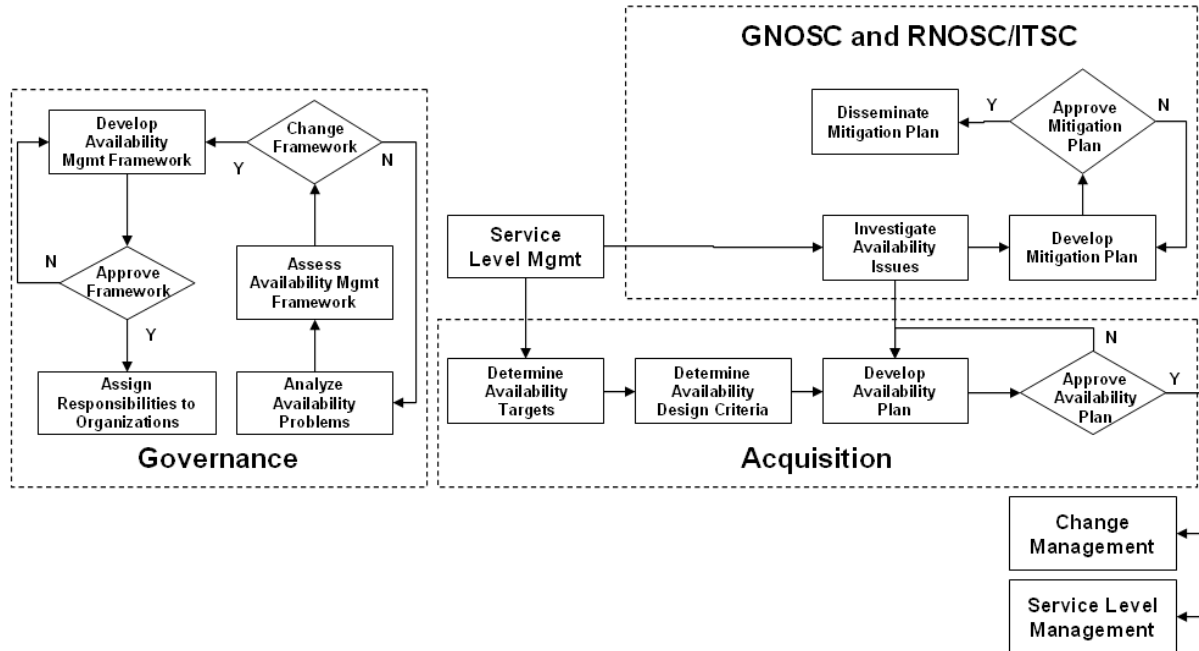 GNOSC and RNOSC/ITSC
Disseminate
Mitigation Plan
Y
Approve
Mitigation
Plan
N
Develop
Availability
Mgmt Framework
Change
Framework
Y
N
Service
Level Mgmt
Investigate
Availability
Issues
Develop
Mitigation Plan
N
Approve
Framework
Y
Assess
Availability Mgmt
Framework
Assign
Responsibilities to
Organizations
Analyze
Availability
Problems
Governance
Determine
Availability
Targets
Determine
Availability
Design Criteria
Develop
Availability
Plan
N
Approve
Availability
Plan
Y
Acquisition
Change
Management
Service Level
Management